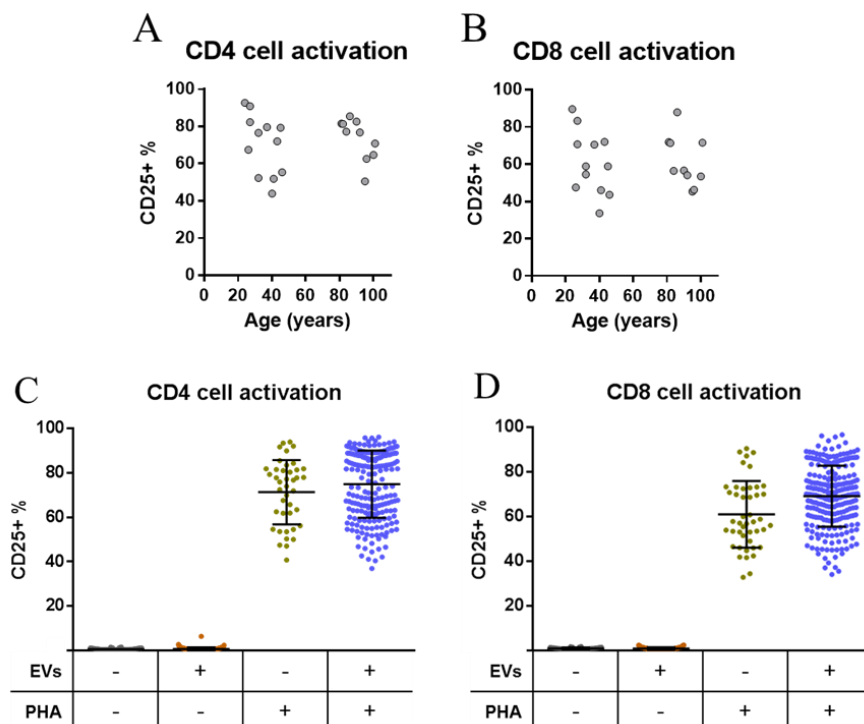 A
CD4 cell activation
B
CD8 cell activation
CD25+ %
100
80
60
40
20
0
0 20 40 60 80 100
Age (years)
CD25+ %
100
80
60
40
20
0
0 20 40 60 80 100
Age (years)
C
CD4 cell activation
D
CD8 cell activation
CD25+ %
100
80
60
40
20
EVs - + - +
PHA - - + +
CD25+ %
100
80
60
40
20
EVs - + - +
PHA - - + +